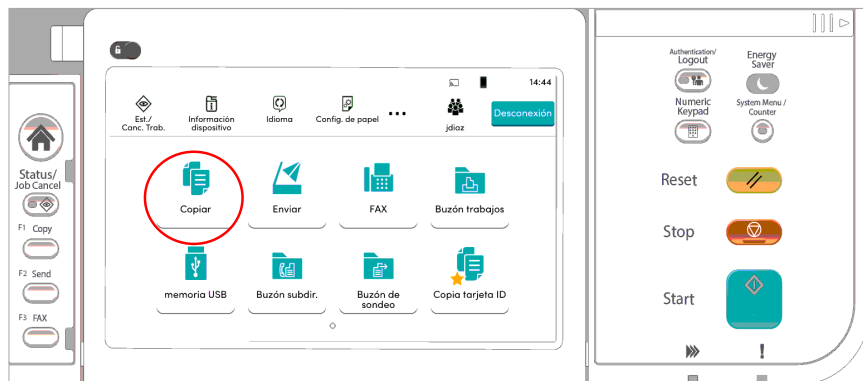 Authentication/
Logout
Energy
Saver
14:44
Est./
Canc. Trab.
Información
dispositivo
Idioma
Config. de papel
jdiaz
Desconexión
Numeric
Keypad
System Menu /
Counter
Status/
Job Cancel
Copiar
Enviar
FAX
Buzón trabajos
Reset
F1 Copy
Stop
F2 Send
memoria USB
Buzón subdir.
Buzón de
sondeo
Copia tarjeta ID
Start
F3 FAX
!